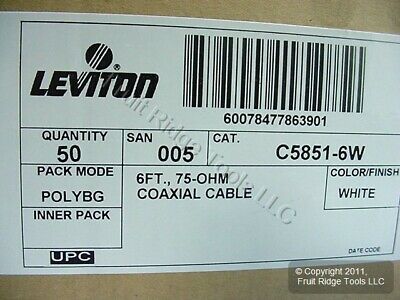 LEVITON
60078477863901
QUANTITY
50
SAN
005
CAT.
C5851-6W
PACK MODE
POLYBG
6FT., 75-OHM
COAXIAL CABLE
COLOR/FINISH
WHITE
INNER PACK
UPC
DATE CODE
Fruit Ridge Tools LLC
© Copyright 2011,
Fruit Ridge Tools LLC